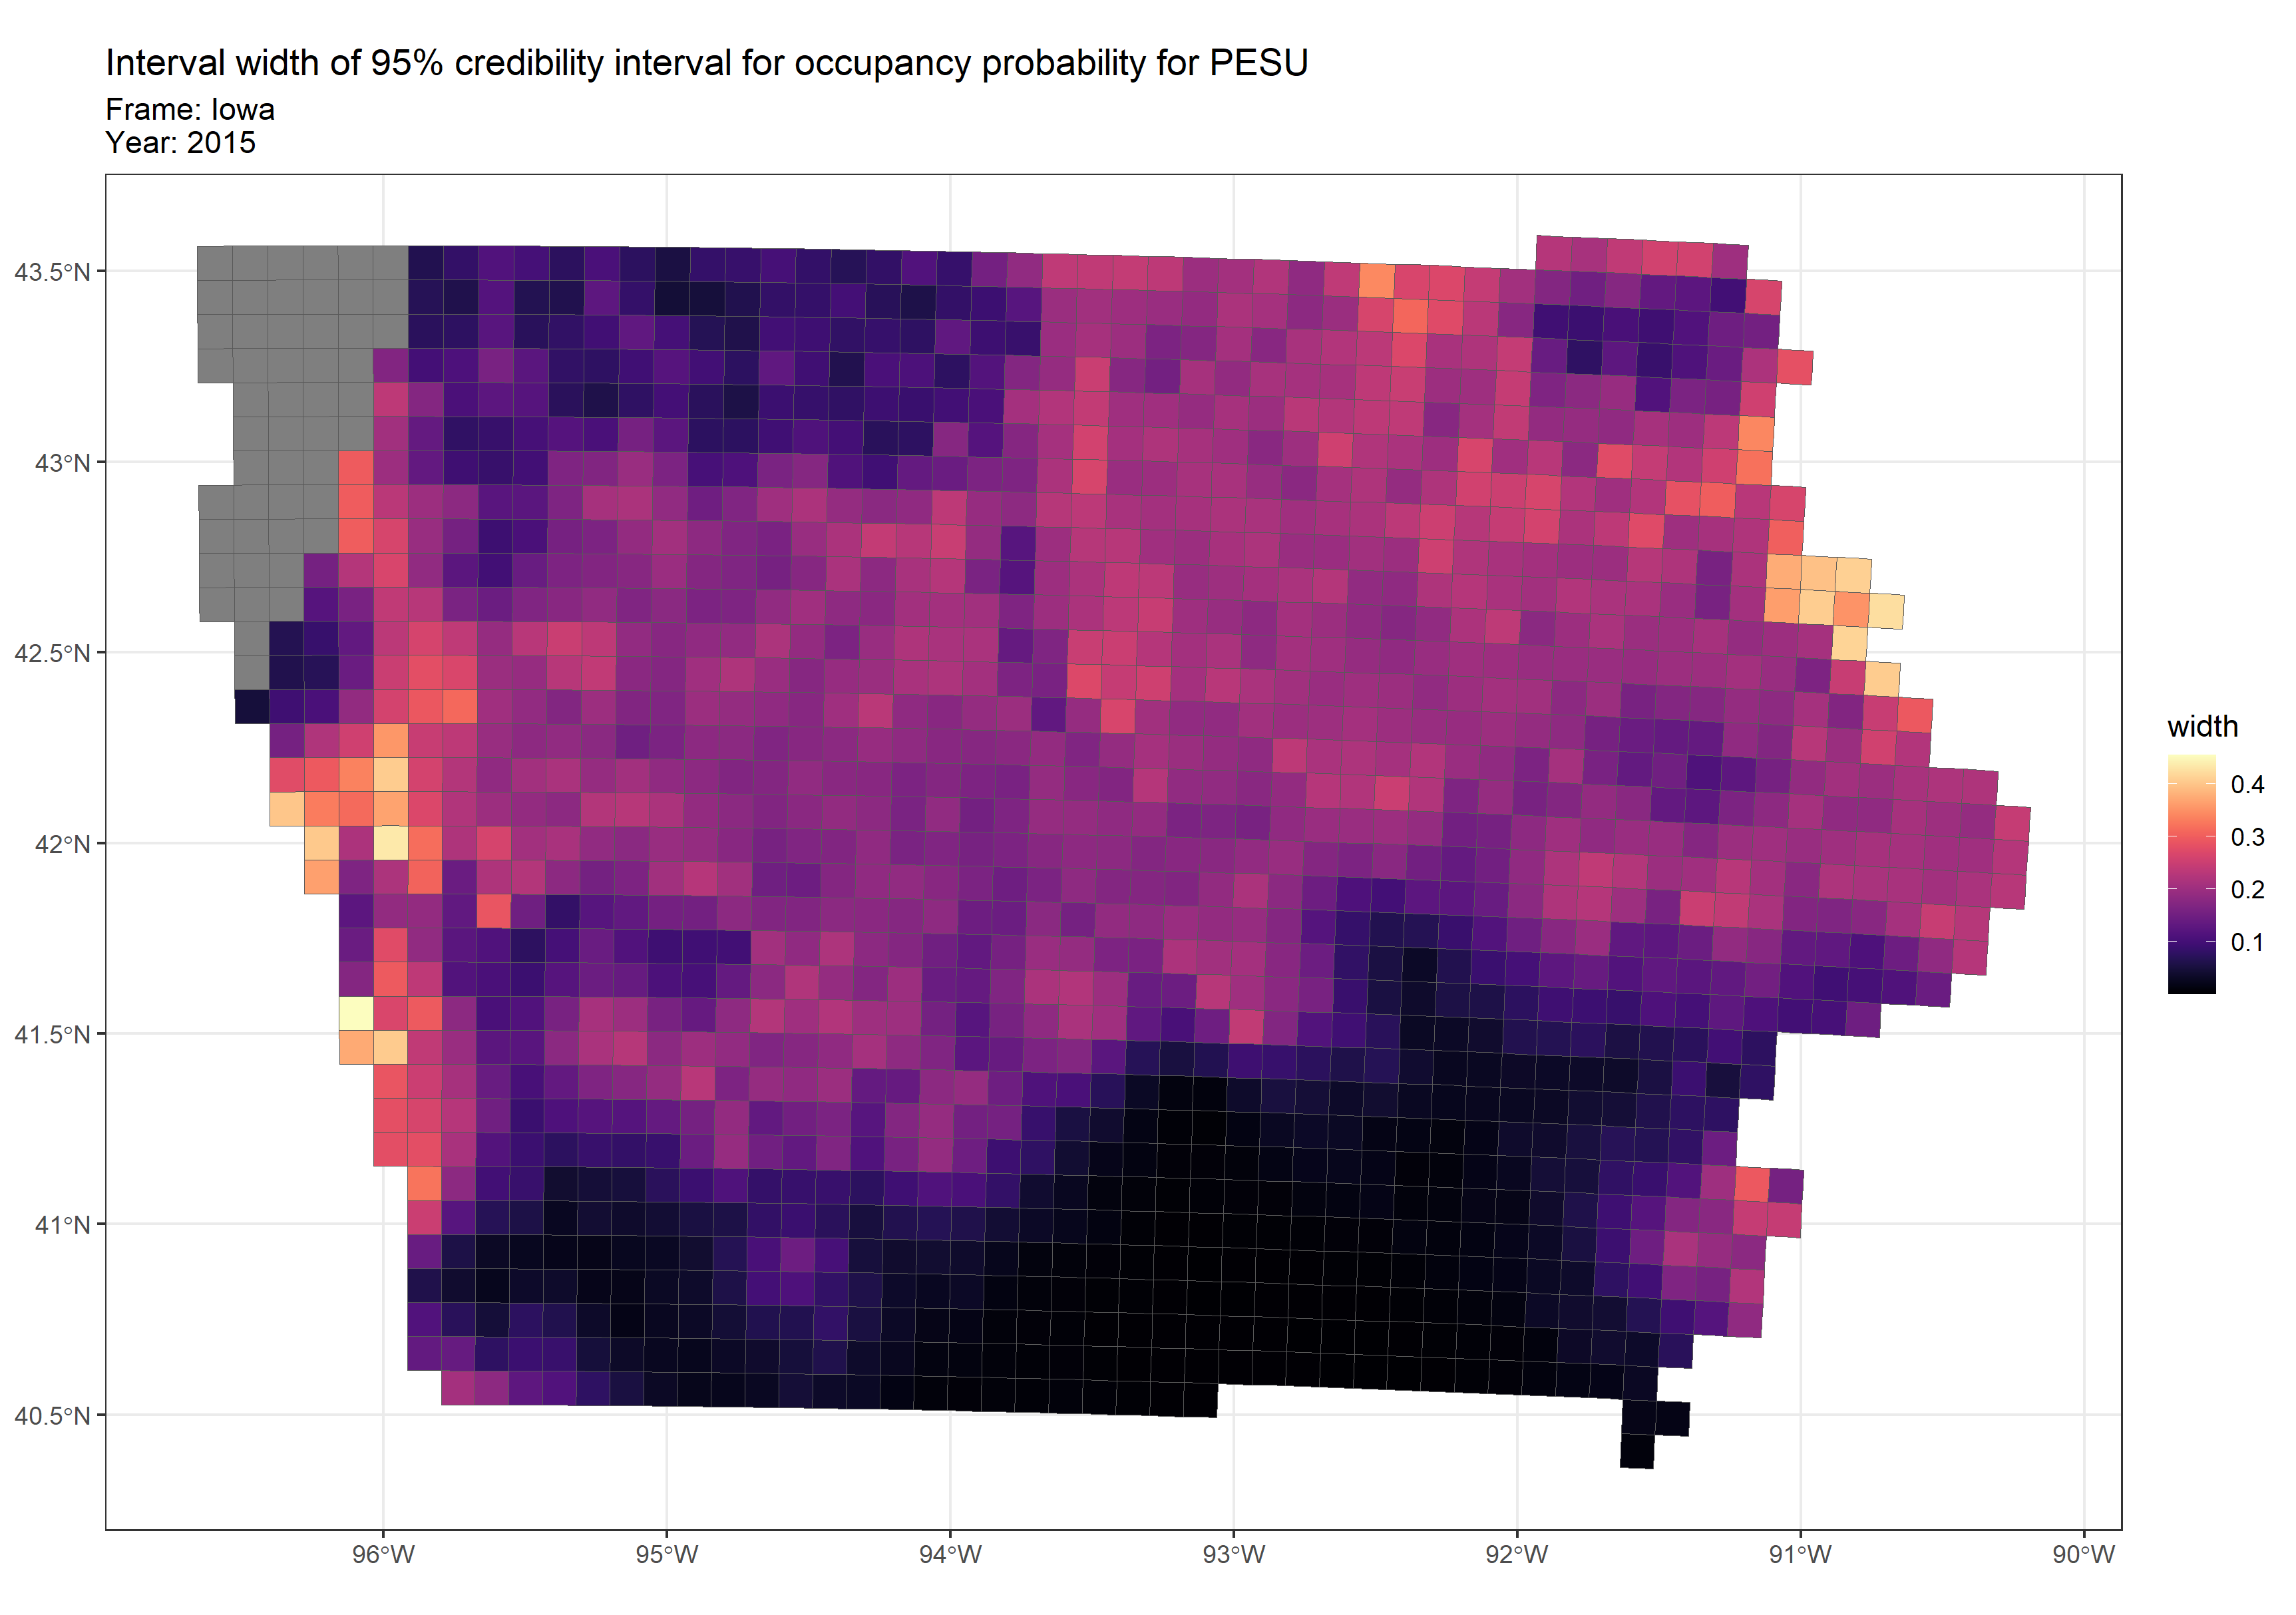 Interval width of 95% credibility interval for occupancy probability for PESU
Frame: Iowa
Year: 2015
43.5°N
43°N
42.5°N
42°N
41.5°N
41°N
40.5°N
96°W
95°W
94°W
93°W
92°W
91°W
90°W
width
0.4
0.3
0.2
0.1